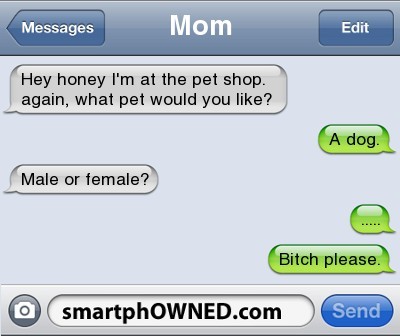 Messages
Mom
Edit
Hey honey I'm at the pet shop.
again, what pet would you like?
A dog.
Male or female?
.....
Bitch please.
smartphOWNED.com
Send